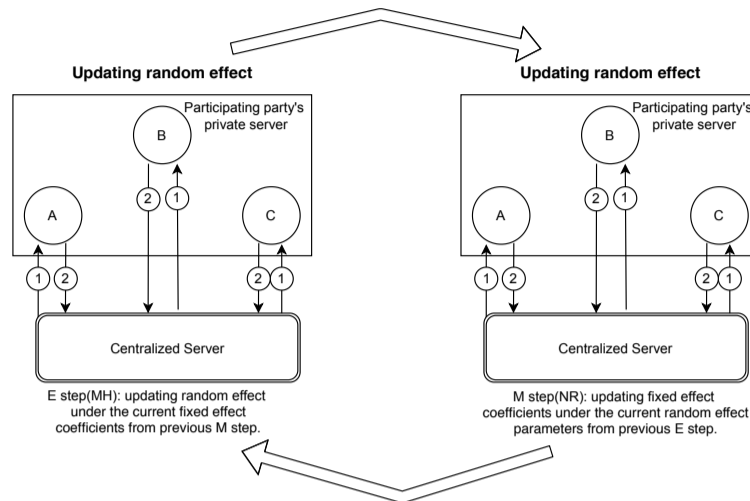 Updating random effect
Participating party's
private server
B
2
1
A
C
1
2
2
1
Centralized Server
E step(MH): updating random effect
under the current fixed effect
coefficients from previous M step.
Updating random effect
Participating party's
private server
B
2
1
A
C
1
2
2
1
Centralized Server
M step(NR): updating fixed effect
coefficients under the current random effect
parameters from previous E step.